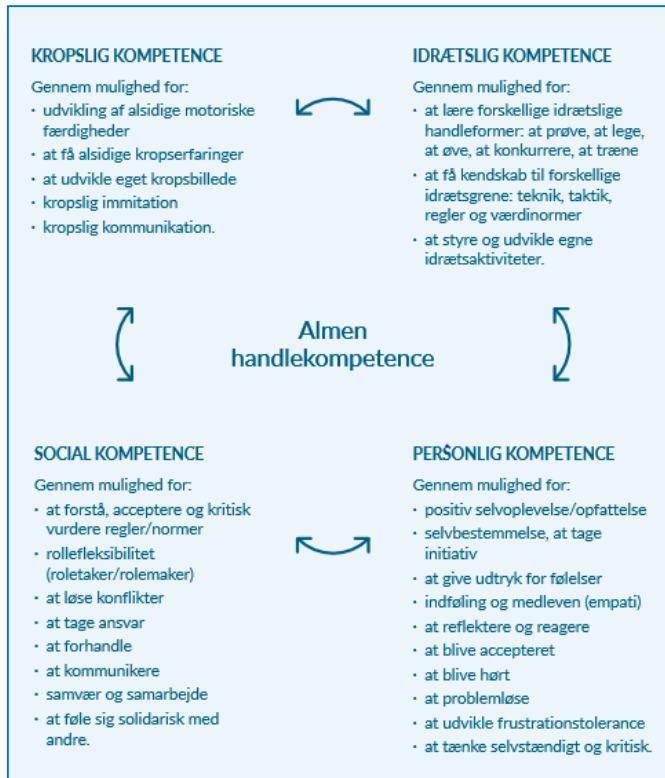 KROPSLIG KOMPETENCE
Gennem mulighed for:
· udvikling af alsidige motoriske
færdigheder
· at få alsidige kropserfaringer
· at udvikle eget kropsbillede
· kropslig immitation
· kropslig kommunikation.
IDRÆTSLIG KOMPETENCE
Gennem mulighed for:
· at lære forskellige idrætslige
handleformer: at prøve, at lege,
at øve, at konkurrere, at træne
· at få kendskab til forskellige
idrætsgrene: teknik, taktik,
regler og værdinormer
· at styre og udvikle egne
idrætsaktiviteter.
Almen
handlekompetence
SOCIAL KOMPETENCE
Gennem mulighed for:
· at forstå, acceptere og kritisk
vurdere regler/normer
· rollefleksibilitet
(roletaker/rolemaker)
· at løse konflikter
· at tage ansvar
· at forhandle
· at kommunikere
· samvær og samarbejde
· at føle sig solidarisk med
andre.
PERSONLIG KOMPETENCE
Gennem mulighed for:
· positiv selvoplevelse/opfattelse
· selvbestemmelse, at tage
initiativ
· at give udtryk for følelser
· indføling og medleven (empati)
· at reflektere og reagere
· at blive accepteret
· at blive hørt
· at problemløse
· at udvikle frustrationstolerance
· at tænke selvstændigt og kritisk.